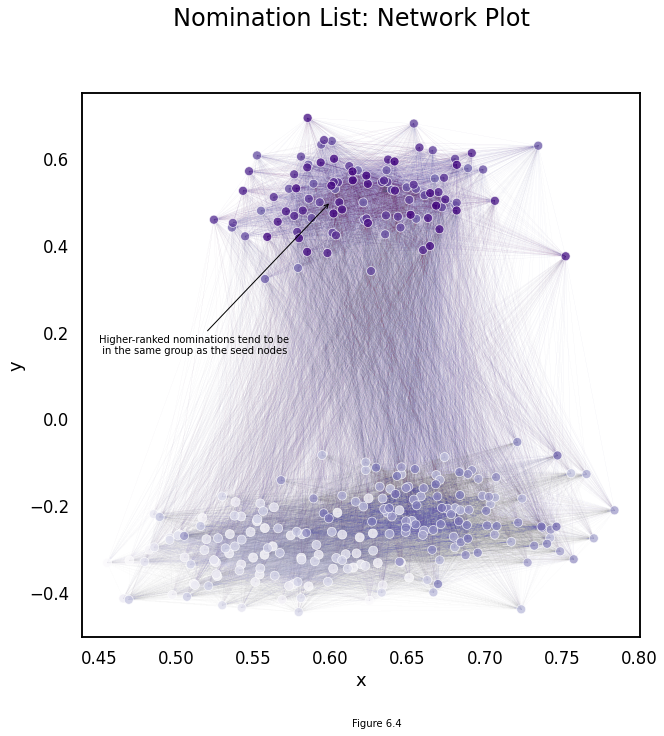 Nomination List: Network Plot
y
0.6
0.4
0.2
0.0
−0.2
−0.4
Higher-ranked nominations tend to be
in the same group as the seed nodes
0.45 0.50 0.55 0.60 0.65 0.70 0.75 0.80
x
Figure 6.4